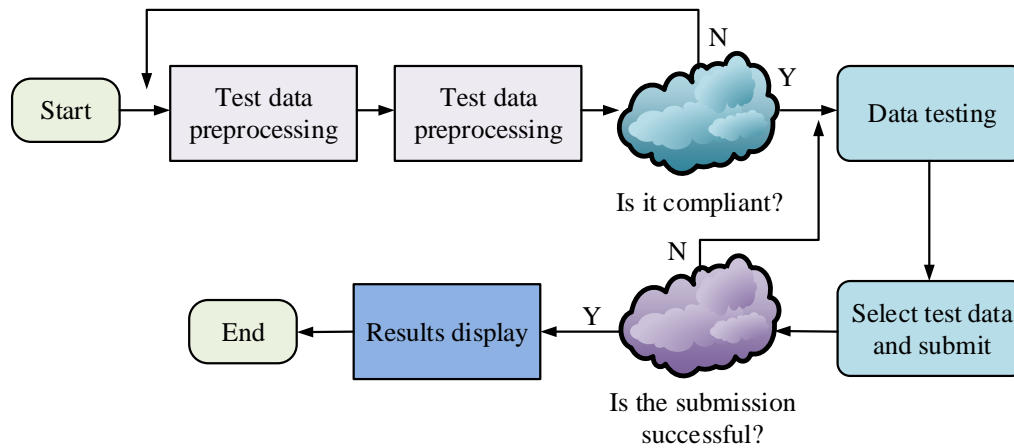 N
Y
Start
Test data
preprocessing
Test data
preprocessing
Data testing
Is it compliant?
N
End
Results display
Y
Select test data
and submit
Is the submission
successful?